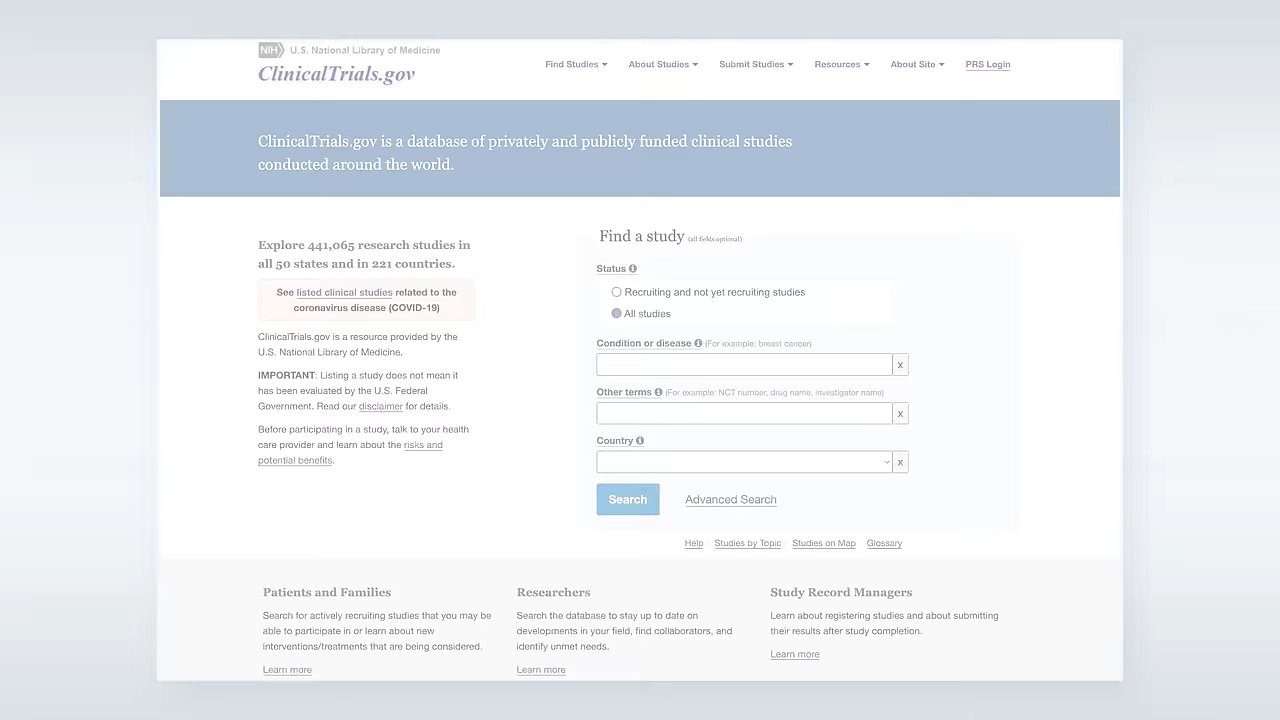 NIH U.S. National Library of Medicine
ClinicalTrials.gov
Find Studies About Studies Submit Studies Resources About Site PRS Login
ClinicalTrials.gov is a database of privately and publicly funded clinical studies
conducted around the world.
Explore 441,065 research studies in
all 50 states and in 221 countries.
See listed clinical studies related to the
coronavirus disease (COVID-19)
ClinicalTrials.gov is a resource provided by the
U.S. National Library of Medicine.
IMPORTANT: Listing a study does not mean it
has been evaluated by the U.S. Federal
Government. Read our disclaimer for details.
Before participating in a study, talk to your health
care provider and learn about the risks and
potential benefits.
Find a study (all fields optional)
Status
Recruiting and not yet recruiting studies
All studies
Condition or disease (For example: breast cancer)
x
Other terms (For example: NCT number, drug name, investigator name)
x
Country
x
Search Advanced Search
Help Studies by Topic Studies on Map Glossary
Patients and Families
Search for actively recruiting studies that you may be
able to participate in or learn about new
interventions/treatments that are being considered.
Learn more
Researchers
Search the database to stay up to date on
developments in your field, find collaborators, and
identify unmet needs.
Learn more
Study Record Managers
Learn about registering studies and about submitting
their results after study completion.
Learn more